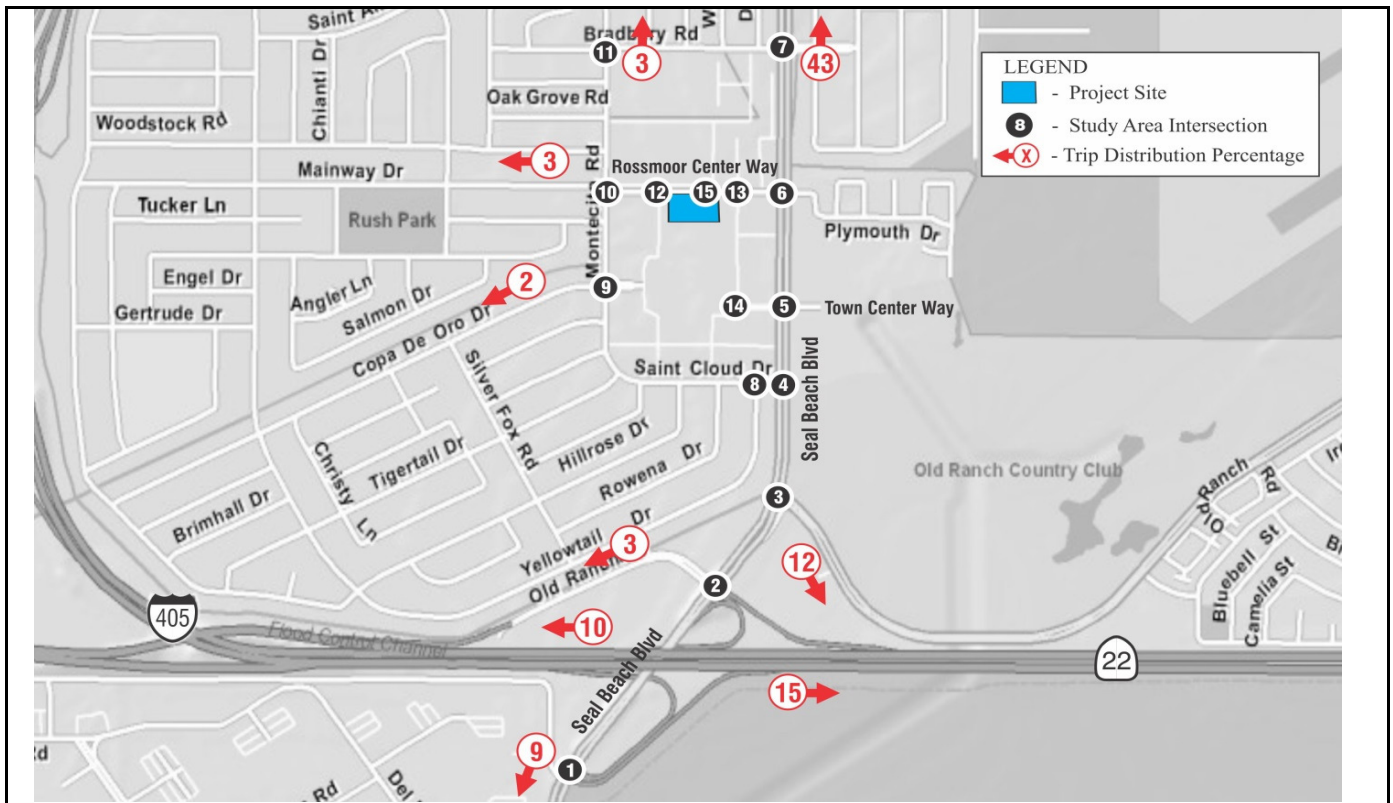 Saint
Bradbury Rd
W
D
11
3
7
43
Chianti Dr
Oak Grove Rd
Woodstock Rd
LEGEND
- Project Site
8 - Study Area Intersection
X - Trip Distribution Percentage
3
Mainway Dr
Montecito Rd
Rossmoor Center Way
10
12
15
13
6
Tucker Ln
Rush Park
Plymouth Dr
Engel Dr
Angler Ln
Salmon Dr
2
9
Gertrude Dr
14
5
Town Center Way
Copa De Oro Dr
Silver Fox Rd
Saint Cloud Dr
8
4
Seal Beach Blvd
Hillrose Dr
Christy Ln
Tigertail Dr
Rowena Dr
Old Ranch Country Club
Brimhall Dr
3
Old Ranch Rd
Yellowtail Dr
3
Old Ranch
12
2
Bluebell St
Camelia St
405
Flood Control Channel
10
Seal Beach Blvd
22
15
9
1
Rd
Del
Rd